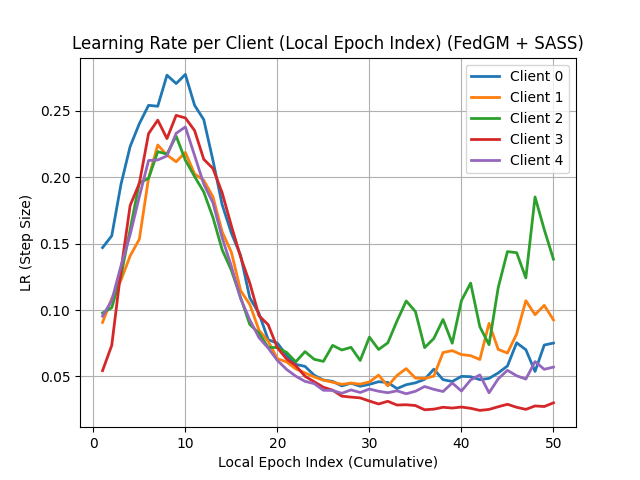 Learning Rate per Client (Local Epoch Index) (FedGM + SASS)
Client 0
Client 1
Client 2
Client 3
Client 4
LR (Step Size)
0.25
0.20
0.15
0.10
0.05
0 10 20 30 40 50
Local Epoch Index (Cumulative)